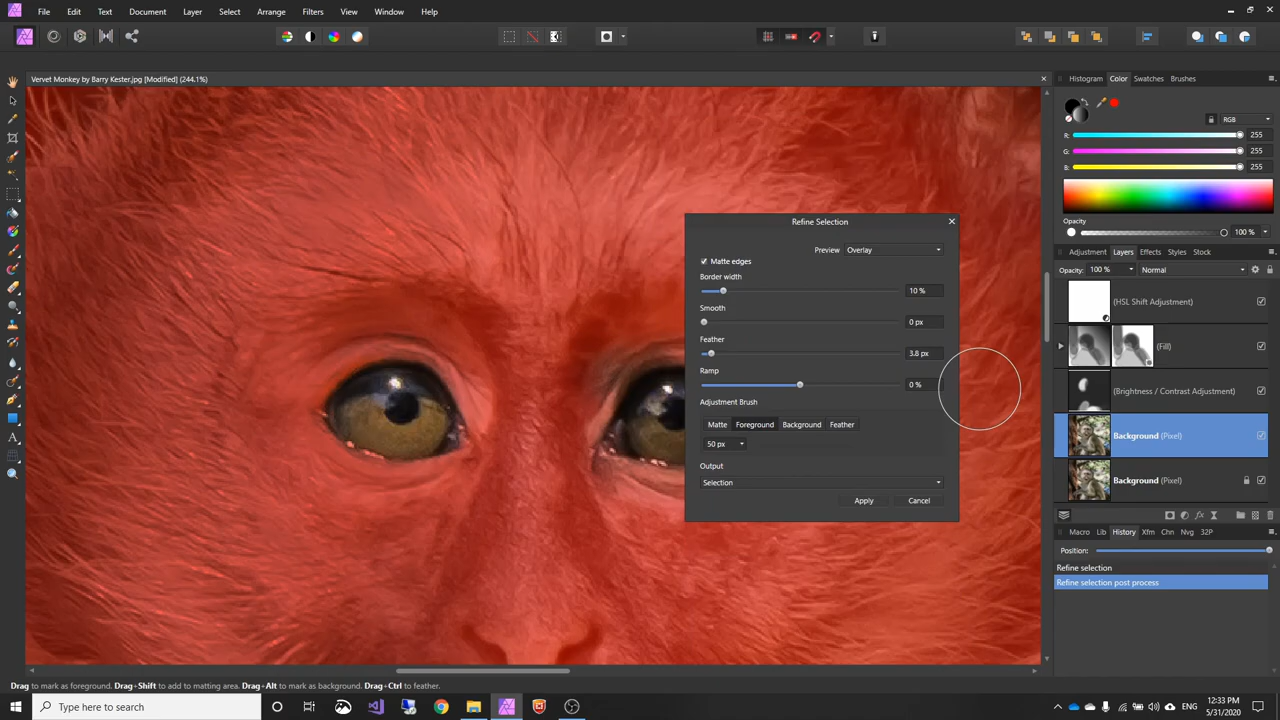 File Edit Text Document Layer Select Arrange Filters View Window Help
Vervet Monkey by Barry Kester.jpg [Modified] (244.1%)
Histogram Color Swatches Brushes
RGB
R: 255
G: 255
B: 255
Opacity
100 %
Adjustment Layers Effects Styles Stock
Opacity: 100 % Normal
(HSL Shift Adjustment)
(Fill)
(Brightness / Contrast Adjustment)
Background (Pixel)
Background (Pixel)
Macro Lib History Xfm Chn Nvg 32P
Position:
Refine selection
Refine selection post process
Refine Selection
Preview Overlay
Matte edges
Border width
10 %
Smooth
0 px
Feather
3.8 px
Ramp
0 %
Adjustment Brush
Matte Foreground Background Feather
50 px
Output
Selection
Apply Cancel
Drag to mark as foreground. Drag+Shift to add to matting area. Drag+Alt to mark as background. Drag+Ctrl to feather.
Type here to search
ENG
12:33 PM
5/31/2020